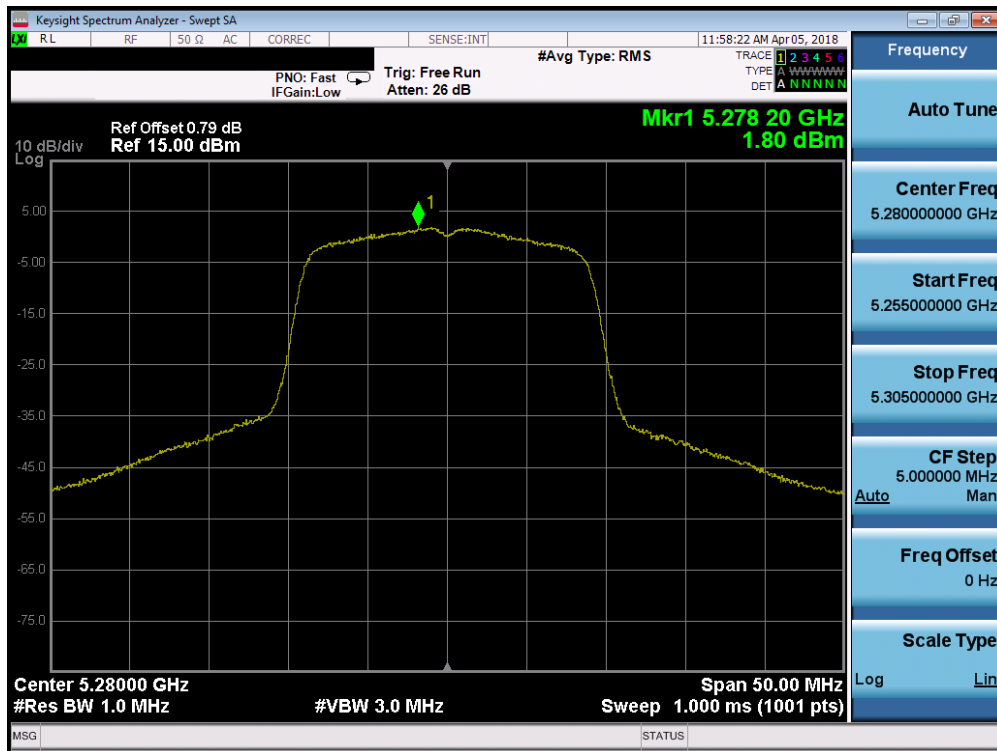 Keysight Spectrum Analyzer - Swept SA
LXI RL RF 50 Ω AC CORREC SENSE:INT 11:58:22 AM Apr 05, 2018
#Avg Type: RMS
TRACE 1 2 3 4 5 6
TYPE A WWWWW
DET A N N N N N
PNO: Fast
IFGain:Low
Trig: Free Run
Atten: 26 dB
Mkr1 5.278 20 GHz
1.80 dBm
Ref Offset 0.79 dB
10 dB/div Ref 15.00 dBm
Log
1
5.00
-5.00
-15.0
-25.0
-35.0
-45.0
-55.0
-65.0
-75.0
Center 5.28000 GHz Span 50.00 MHz
#Res BW 1.0 MHz #VBW 3.0 MHz Sweep 1.000 ms (1001 pts)
MSG STATUS
Frequency
Auto Tune
Center Freq
5.280000000 GHz
Start Freq
5.255000000 GHz
Stop Freq
5.305000000 GHz
CF Step
5.000000 MHz
Auto Man
Freq Offset
0 Hz
Scale Type
Log Lin